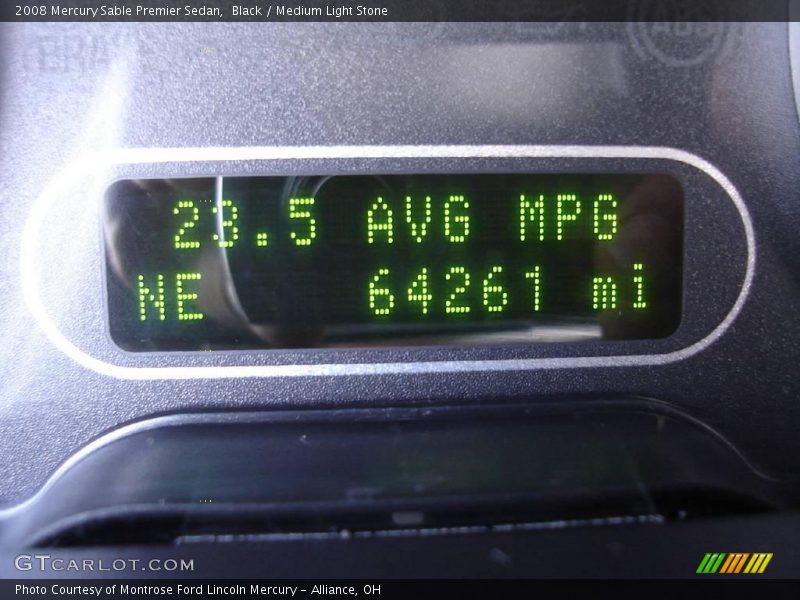 2008 Mercury Sable Premier Sedan,  Black / Medium Light Stone
23.5 AVG MPG
NE 64261 mi
GTCARLOT.COM
Photo Courtesy of Montrose Ford Lincoln Mercury - Alliance, OH